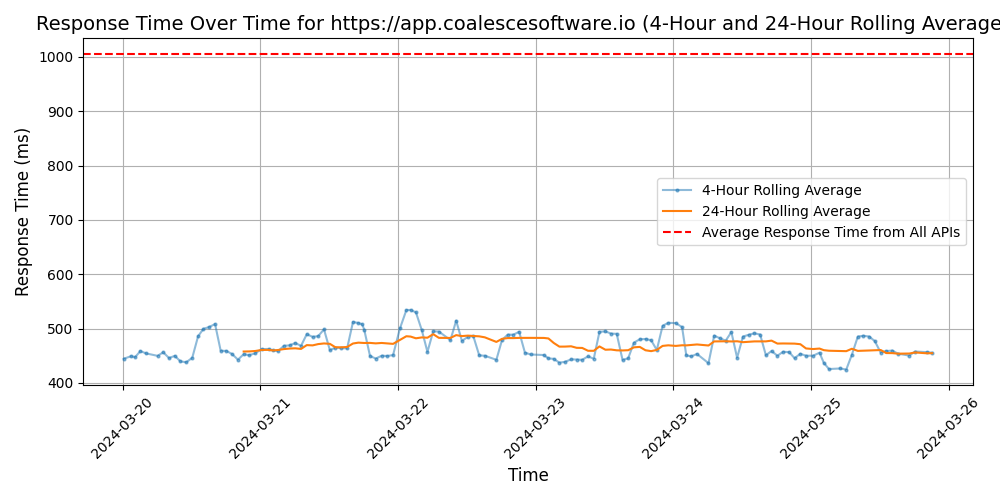 Response Time Over Time for https://app.coalescesoftware.io (4-Hour and 24-Hour Rolling Average
Response Time (ms)
1000
900
800
700
600
500
400
4-Hour Rolling Average
24-Hour Rolling Average
Average Response Time from All APIs
2024-03-20
2024-03-21
2024-03-22
2024-03-23
2024-03-24
2024-03-25
2024-03-26
Time